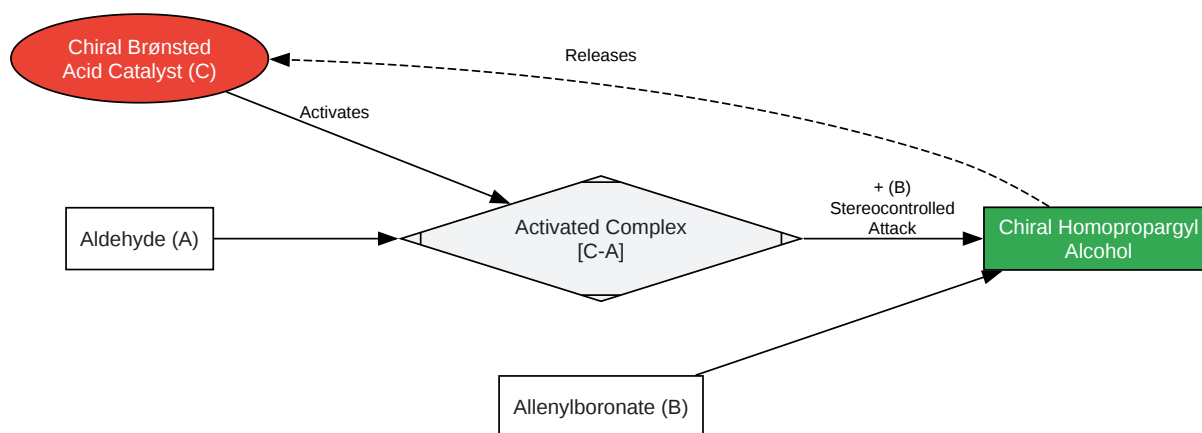 Chiral Brønsted
Acid Catalyst (C)
Releases
Activates
Aldehyde (A)
Activated Complex
[C-A]
+ (B)
Stereocontrolled
Attack
Chiral Homopropargyl
Alcohol
Allenylboronate (B)